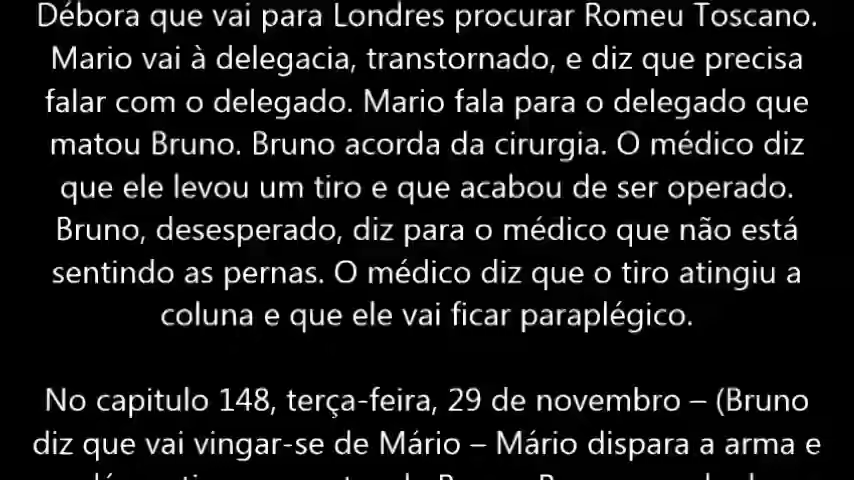 Débora que vai para Londres procurar Romeu Toscano.
Mario vai à delegacia, transtornado, e diz que precisa
falar com o delegado. Mario fala para o delegado que
matou Bruno. Bruno acorda da cirurgia. O médico diz
que ele levou um tiro e que acabou de ser operado.
Bruno, desesperado, diz para o médico que não está
sentindo as pernas. O médico diz que o tiro atingiu a
coluna e que ele vai ficar paraplégico.
No capitulo 148, terça-feira, 29 de novembro – (Bruno
diz que vai vingar-se de Mário – Mário dispara a arma e